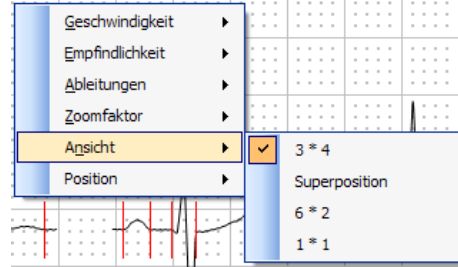 Geschwindigkeit
Empfindlichkeit
Ableitungen
Zoomfaktor
Ansicht
Position
3 * 4
Superposition
6 * 2
1 * 1